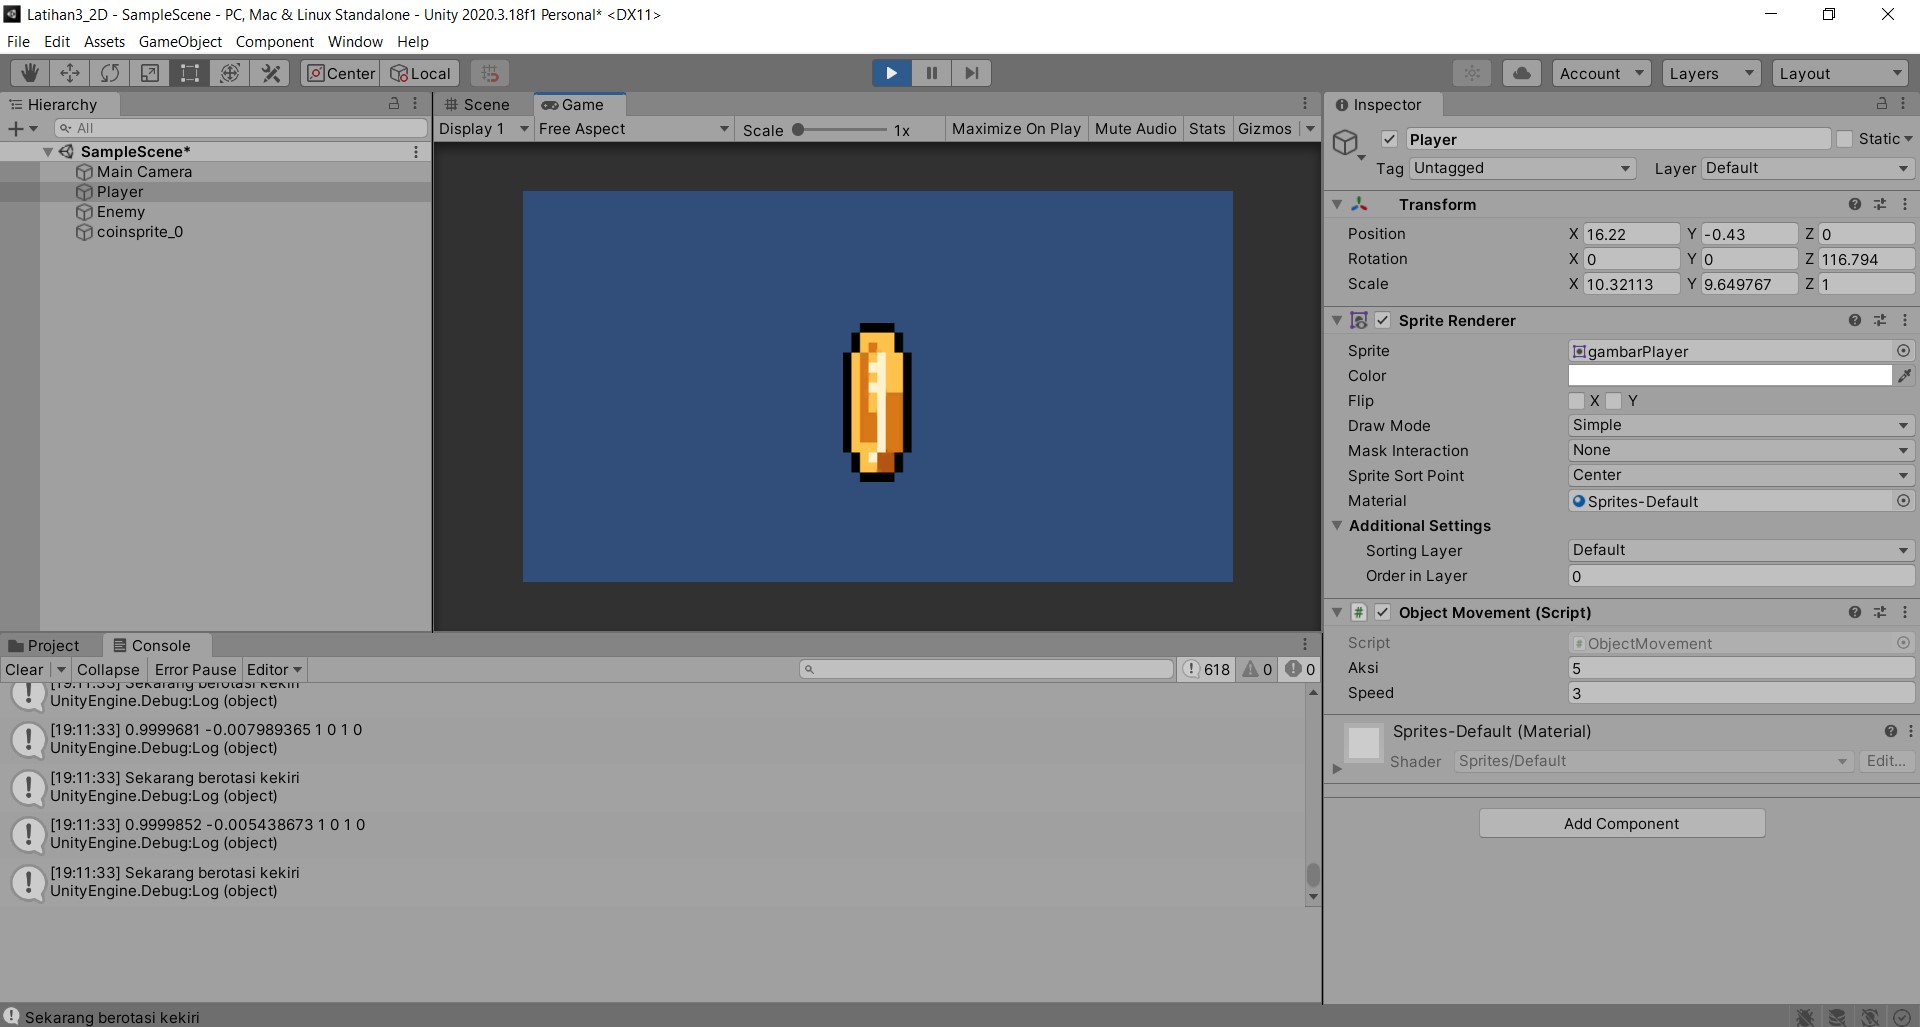 Latihan3_2D - SampleScene - PC, Mac & Linux Standalone - Unity 2020.3.18f1 Personal* <DX11>
File Edit Assets GameObject Component Window Help
Center Local Account Layers Layout
Hierarchy
All
SampleScene*
Main Camera
Player
Enemy
coinsprite_0
Scene Game
Display 1 Free Aspect Scale 1x Maximize On Play Mute Audio Stats Gizmos
Inspector
Player Static
Tag Untagged Layer Default
Transform
Position X 16.22 Y -0.43 Z 0
Rotation X 0 Y 0 Z 116.794
Scale X 10.32113 Y 9.649767 Z 1
Sprite Renderer
Sprite gambarPlayer
Color
Flip X Y
Draw Mode Simple
Mask Interaction None
Sprite Sort Point Center
Material Sprites-Default
Additional Settings
Sorting Layer Default
Order in Layer 0
Object Movement (Script)
Script ObjectMovement
Aksi 5
Speed 3
Sprites-Default (Material)
Shader Sprites/Default Edit...
Add Component
Project Console
Clear Collapse Error Pause Editor 618 0 0
[19:11:33] Sekarang berotasi kekiri
UnityEngine.Debug:Log (object)
[19:11:33] 0.9999681 -0.007989365 1 0 1 0
UnityEngine.Debug:Log (object)
[19:11:33] Sekarang berotasi kekiri
UnityEngine.Debug:Log (object)
[19:11:33] 0.9999852 -0.005438673 1 0 1 0
UnityEngine.Debug:Log (object)
[19:11:33] Sekarang berotasi kekiri
UnityEngine.Debug:Log (object)
Sekarang berotasi kekiri